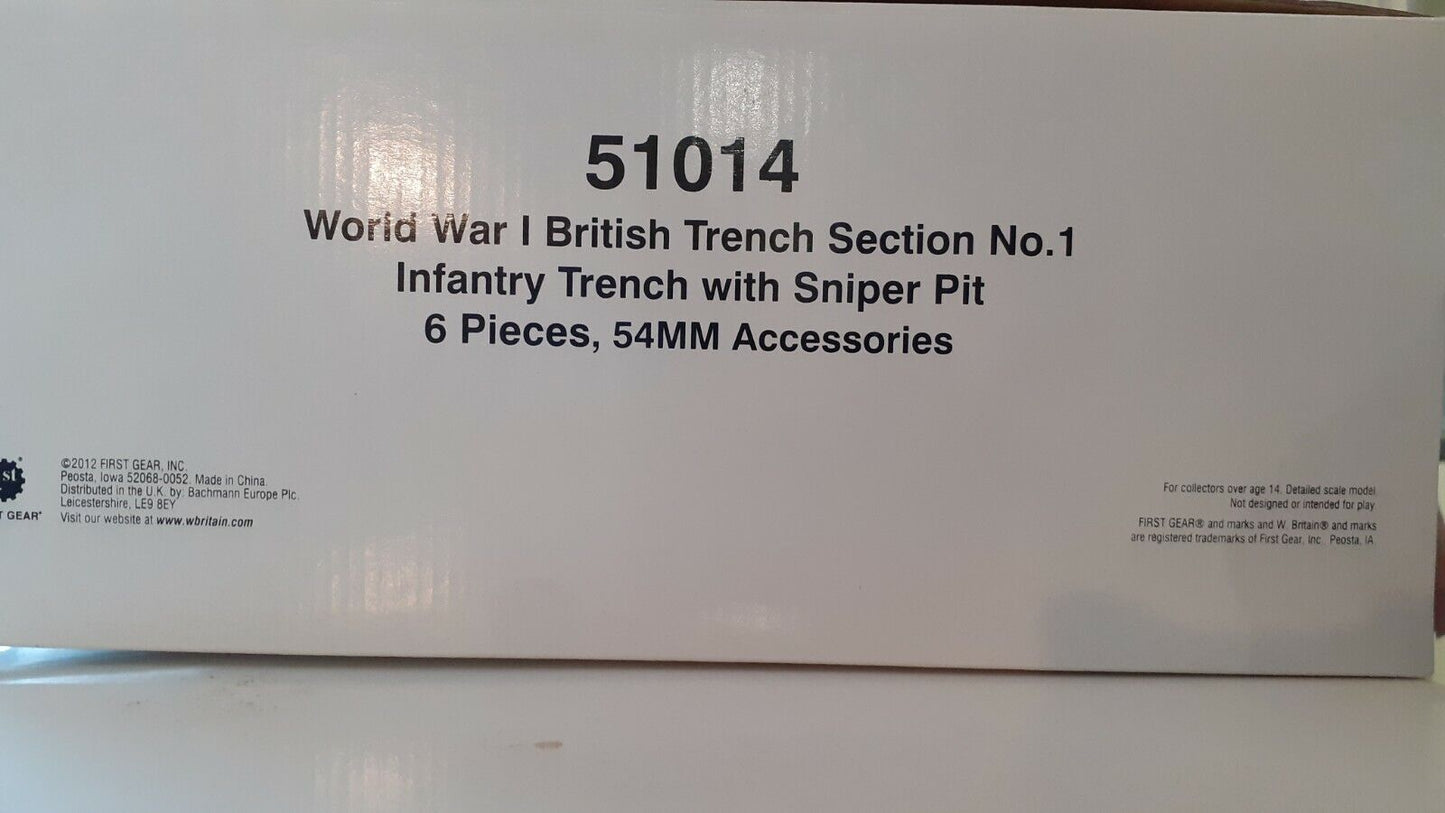 51014
World War I British Trench Section No.1
Infantry Trench with Sniper Pit
6 Pieces, 54MM Accessories
st®
T GEAR®
©2012 FIRST GEAR, INC.
Peosta, Iowa 52068-0052. Made in China.
Distributed in the U.K. by: Bachmann Europe Plc.
Leicestershire, LE9 8EY
Visit our website at www.wbritain.com
For collectors over age 14. Detailed scale model.
Not designed or intended for play
FIRST GEAR® and marks and W. Britain® and marks
are registered trademarks of First Gear, Inc. Peosta, IA.